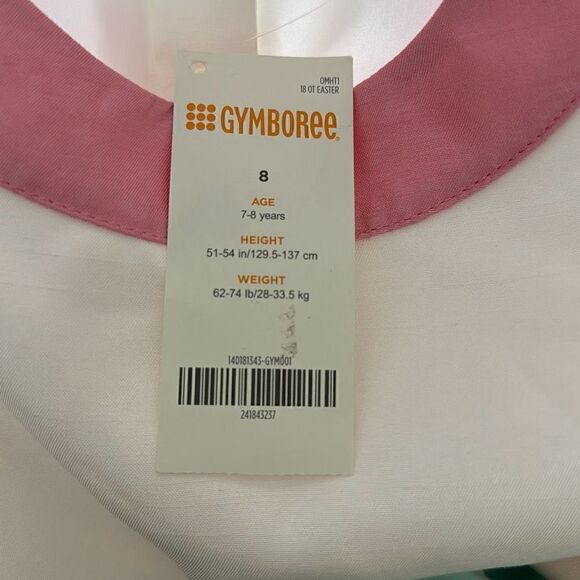 OMHT1
18 OT EASTER
GYMBOREE
8
AGE
7-8 years
HEIGHT
51-54 in/129.5-137 cm
WEIGHT
62-74 lb/28-33.5 kg
140181343-GYM001
241843237